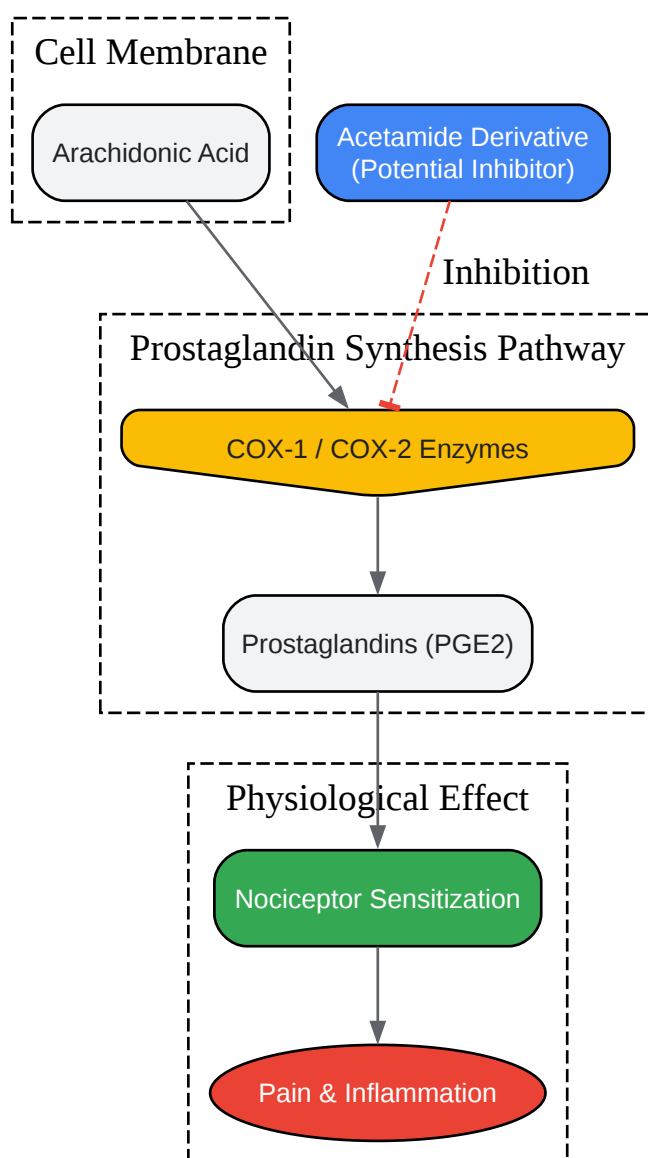 Cell Membrane
Arachidonic Acid
Acetamide Derivative
(Potential Inhibitor)
Inhibition
Prostaglandin Synthesis Pathway
COX-1 / COX-2 Enzymes
Prostaglandins (PGE2)
Physiological Effect
Nociceptor Sensitization
Pain & Inflammation